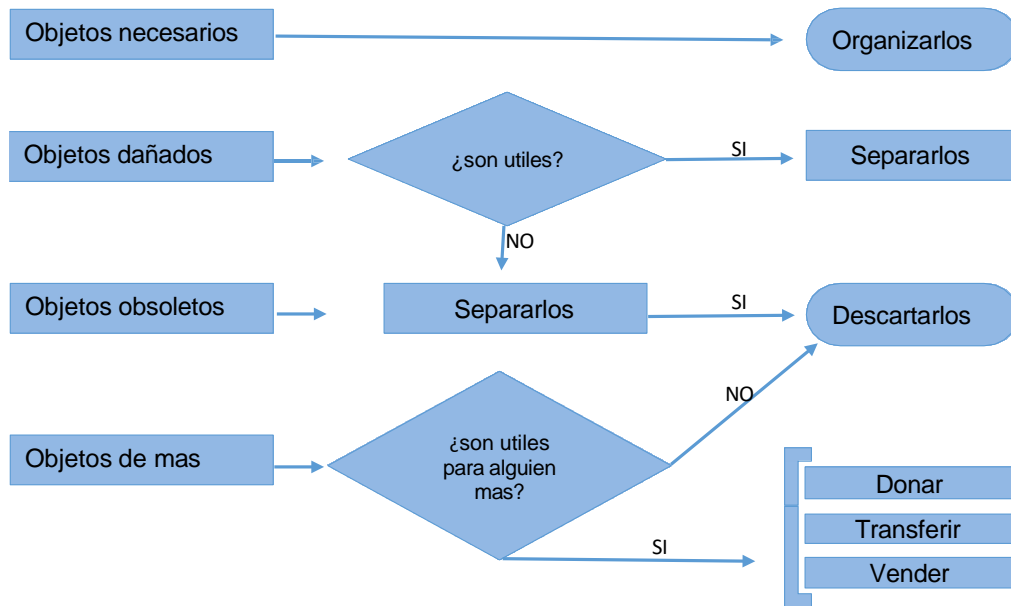 Objetos necesarios
Organizarlos
Objetos dañados
¿son utiles?
SI
Separarlos
NO
Objetos obsoletos
Separarlos
SI
Descartarlos
NO
Objetos de mas
¿son utiles
para alguien
mas?
SI
Donar
Transferir
Vender